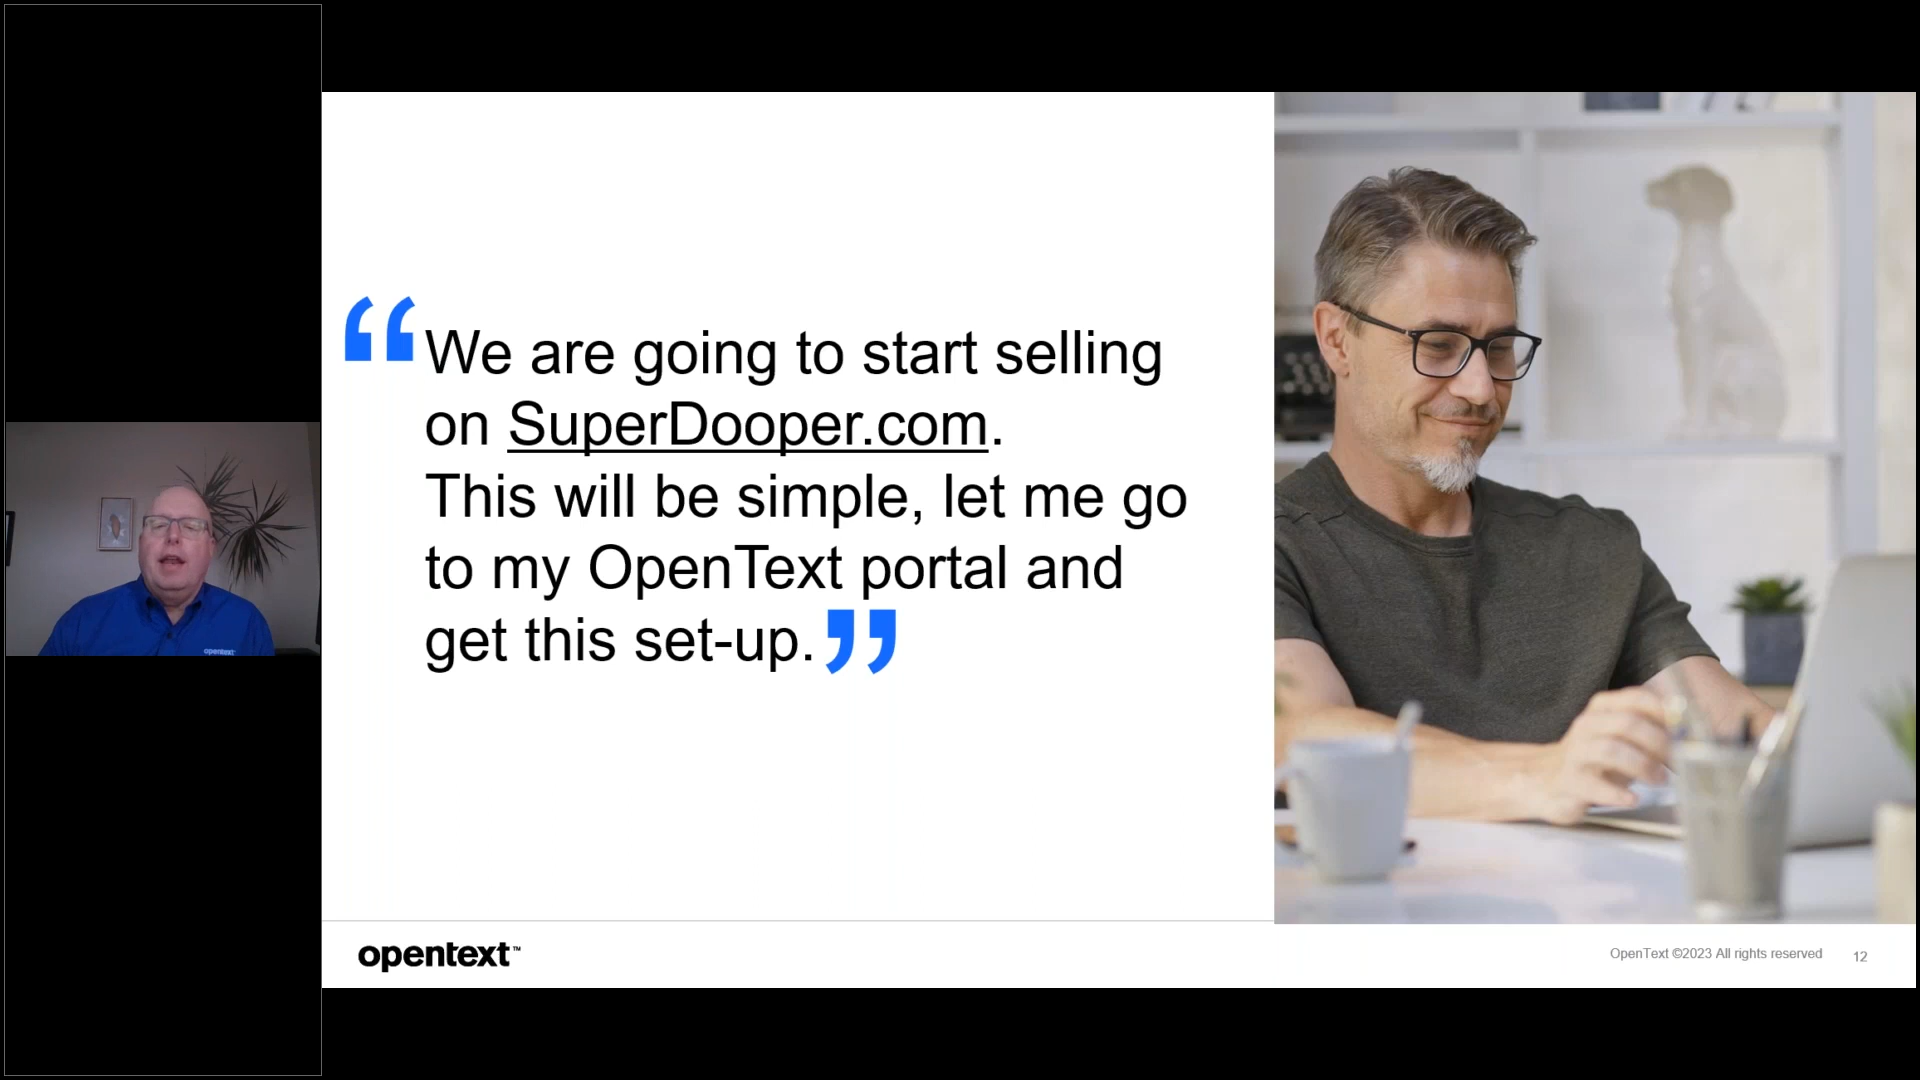 “We are going to start selling
on SuperDooper.com.
This will be simple, let me go
to my OpenText portal and
get this set-up.”
opentext
opentext™
OpenText ©2023 All rights reserved 12